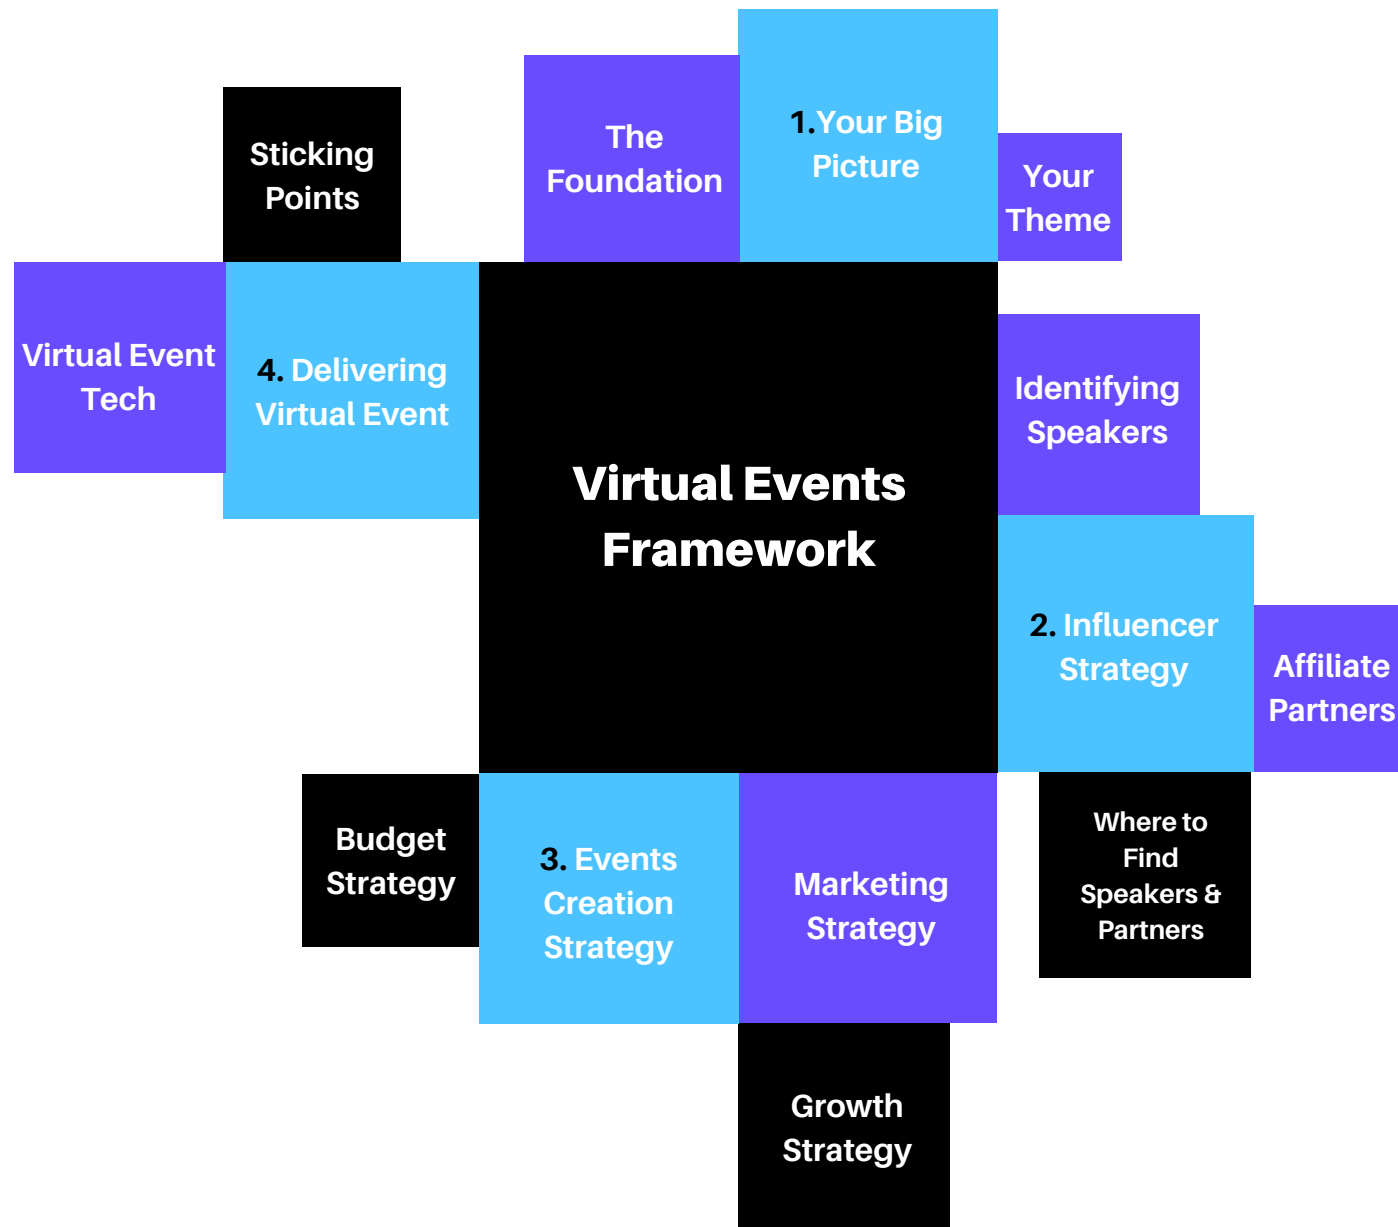 The
Foundation
1.Your Big
Picture
Your
Theme
Sticking
Points
Virtual Event
Tech
4. Delivering
Virtual Event
Virtual Events
Framework
Identifying
Speakers
2. Influencer
Strategy
Affiliate
Partners
Where to
Find
Speakers &
Partners
Budget
Strategy
3. Events
Creation
Strategy
Marketing
Strategy
Growth
Strategy